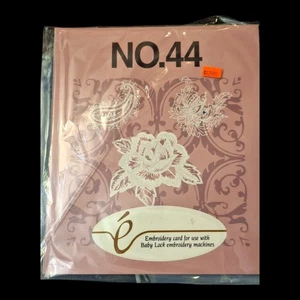 NO.44
é
Embroidery card for use with
Baby Lock embroidery machines